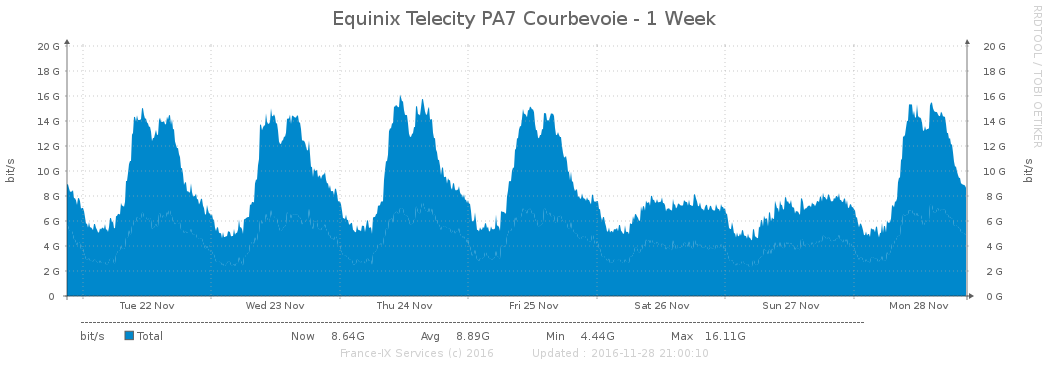 Equinix Telecity PA7 Courbevoie - 1 Week
RRDTOOL / TOBI OETIKER
bit/s
bit/s
20 G 20 G
18 G 18 G
16 G 16 G
14 G 14 G
12 G 12 G
10 G 10 G
8 G 8 G
6 G 6 G
4 G 4 G
2 G 2 G
0 0 G
Tue 22 Nov Wed 23 Nov Thu 24 Nov Fri 25 Nov Sat 26 Nov Sun 27 Nov Mon 28 Nov
bit/s Total Now 8.64G Avg 8.89G Min 4.44G Max 16.11G
France-IX Services (c) 2016 Updated : 2016-11-28 21:00:10